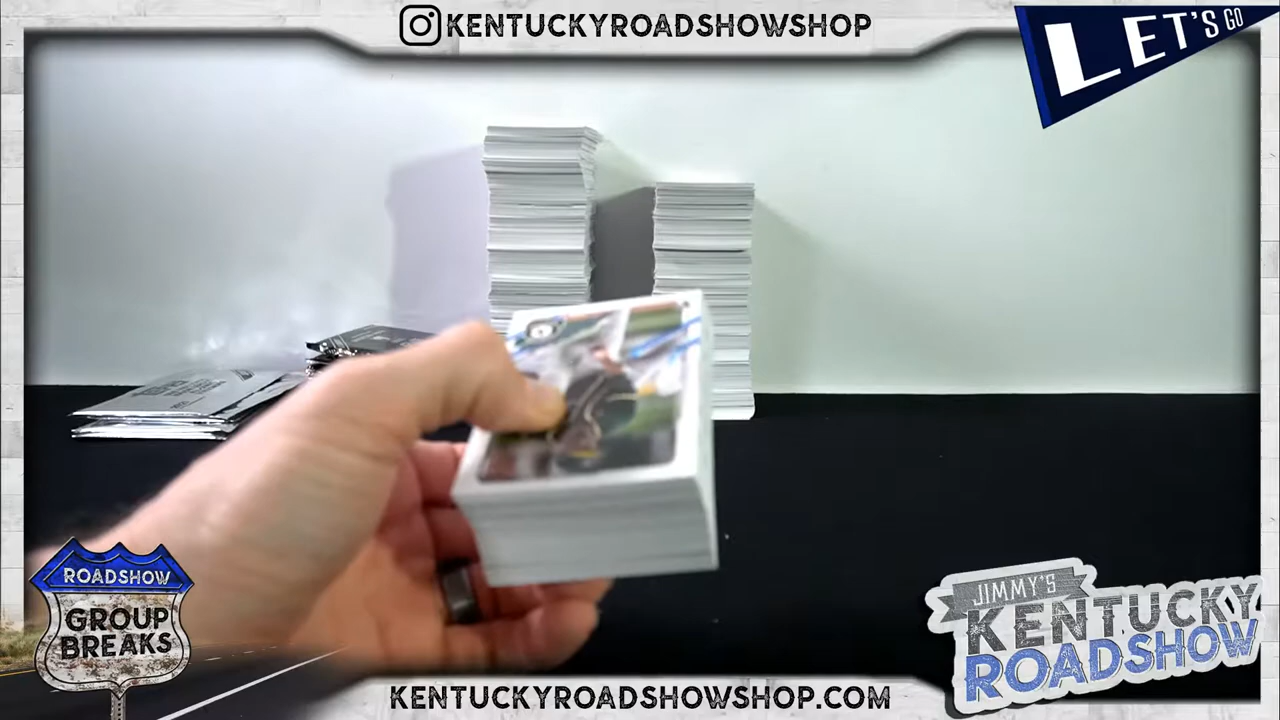 KENTUCKYROADSHOWSHOP
LET'S GO
ROADSHOW
GROUP
BREAKS
JIMMY'S
KENTUCKY
ROADSHOW
KENTUCKYROADSHOWSHOP.COM